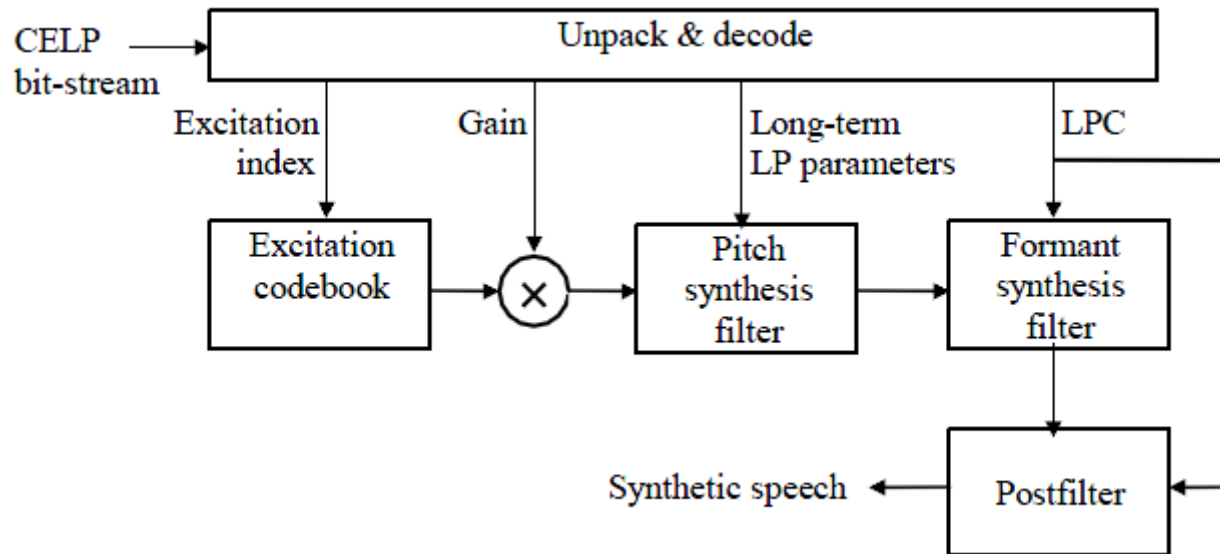 CELP
bit-stream
Unpack & decode
Excitation
index
Gain
Long-term
LP parameters
LPC
Excitation
codebook
×
Pitch
synthesis
filter
Formant
synthesis
filter
Synthetic speech
Postfilter